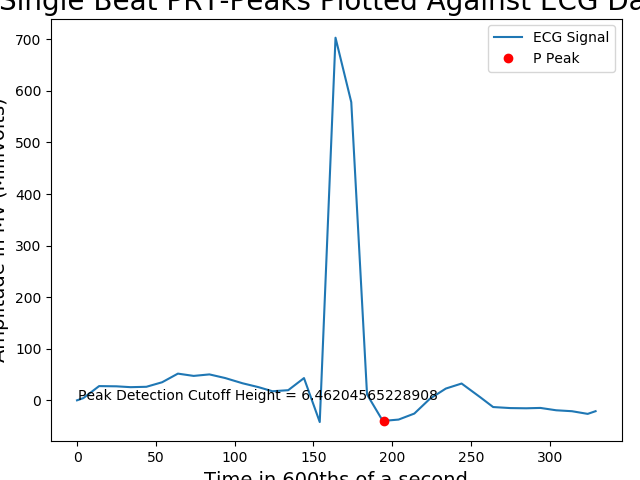 Single Beat PRT-Peaks Plotted Against ECG Da
700
600
500
400
300
200
100
0
Amplitude in MV (MilliVolts)
ECG Signal
P Peak
Peak Detection Cutoff Height = 6.46204565228908
0 50 100 150 200 250 300
Time in 600ths of a second